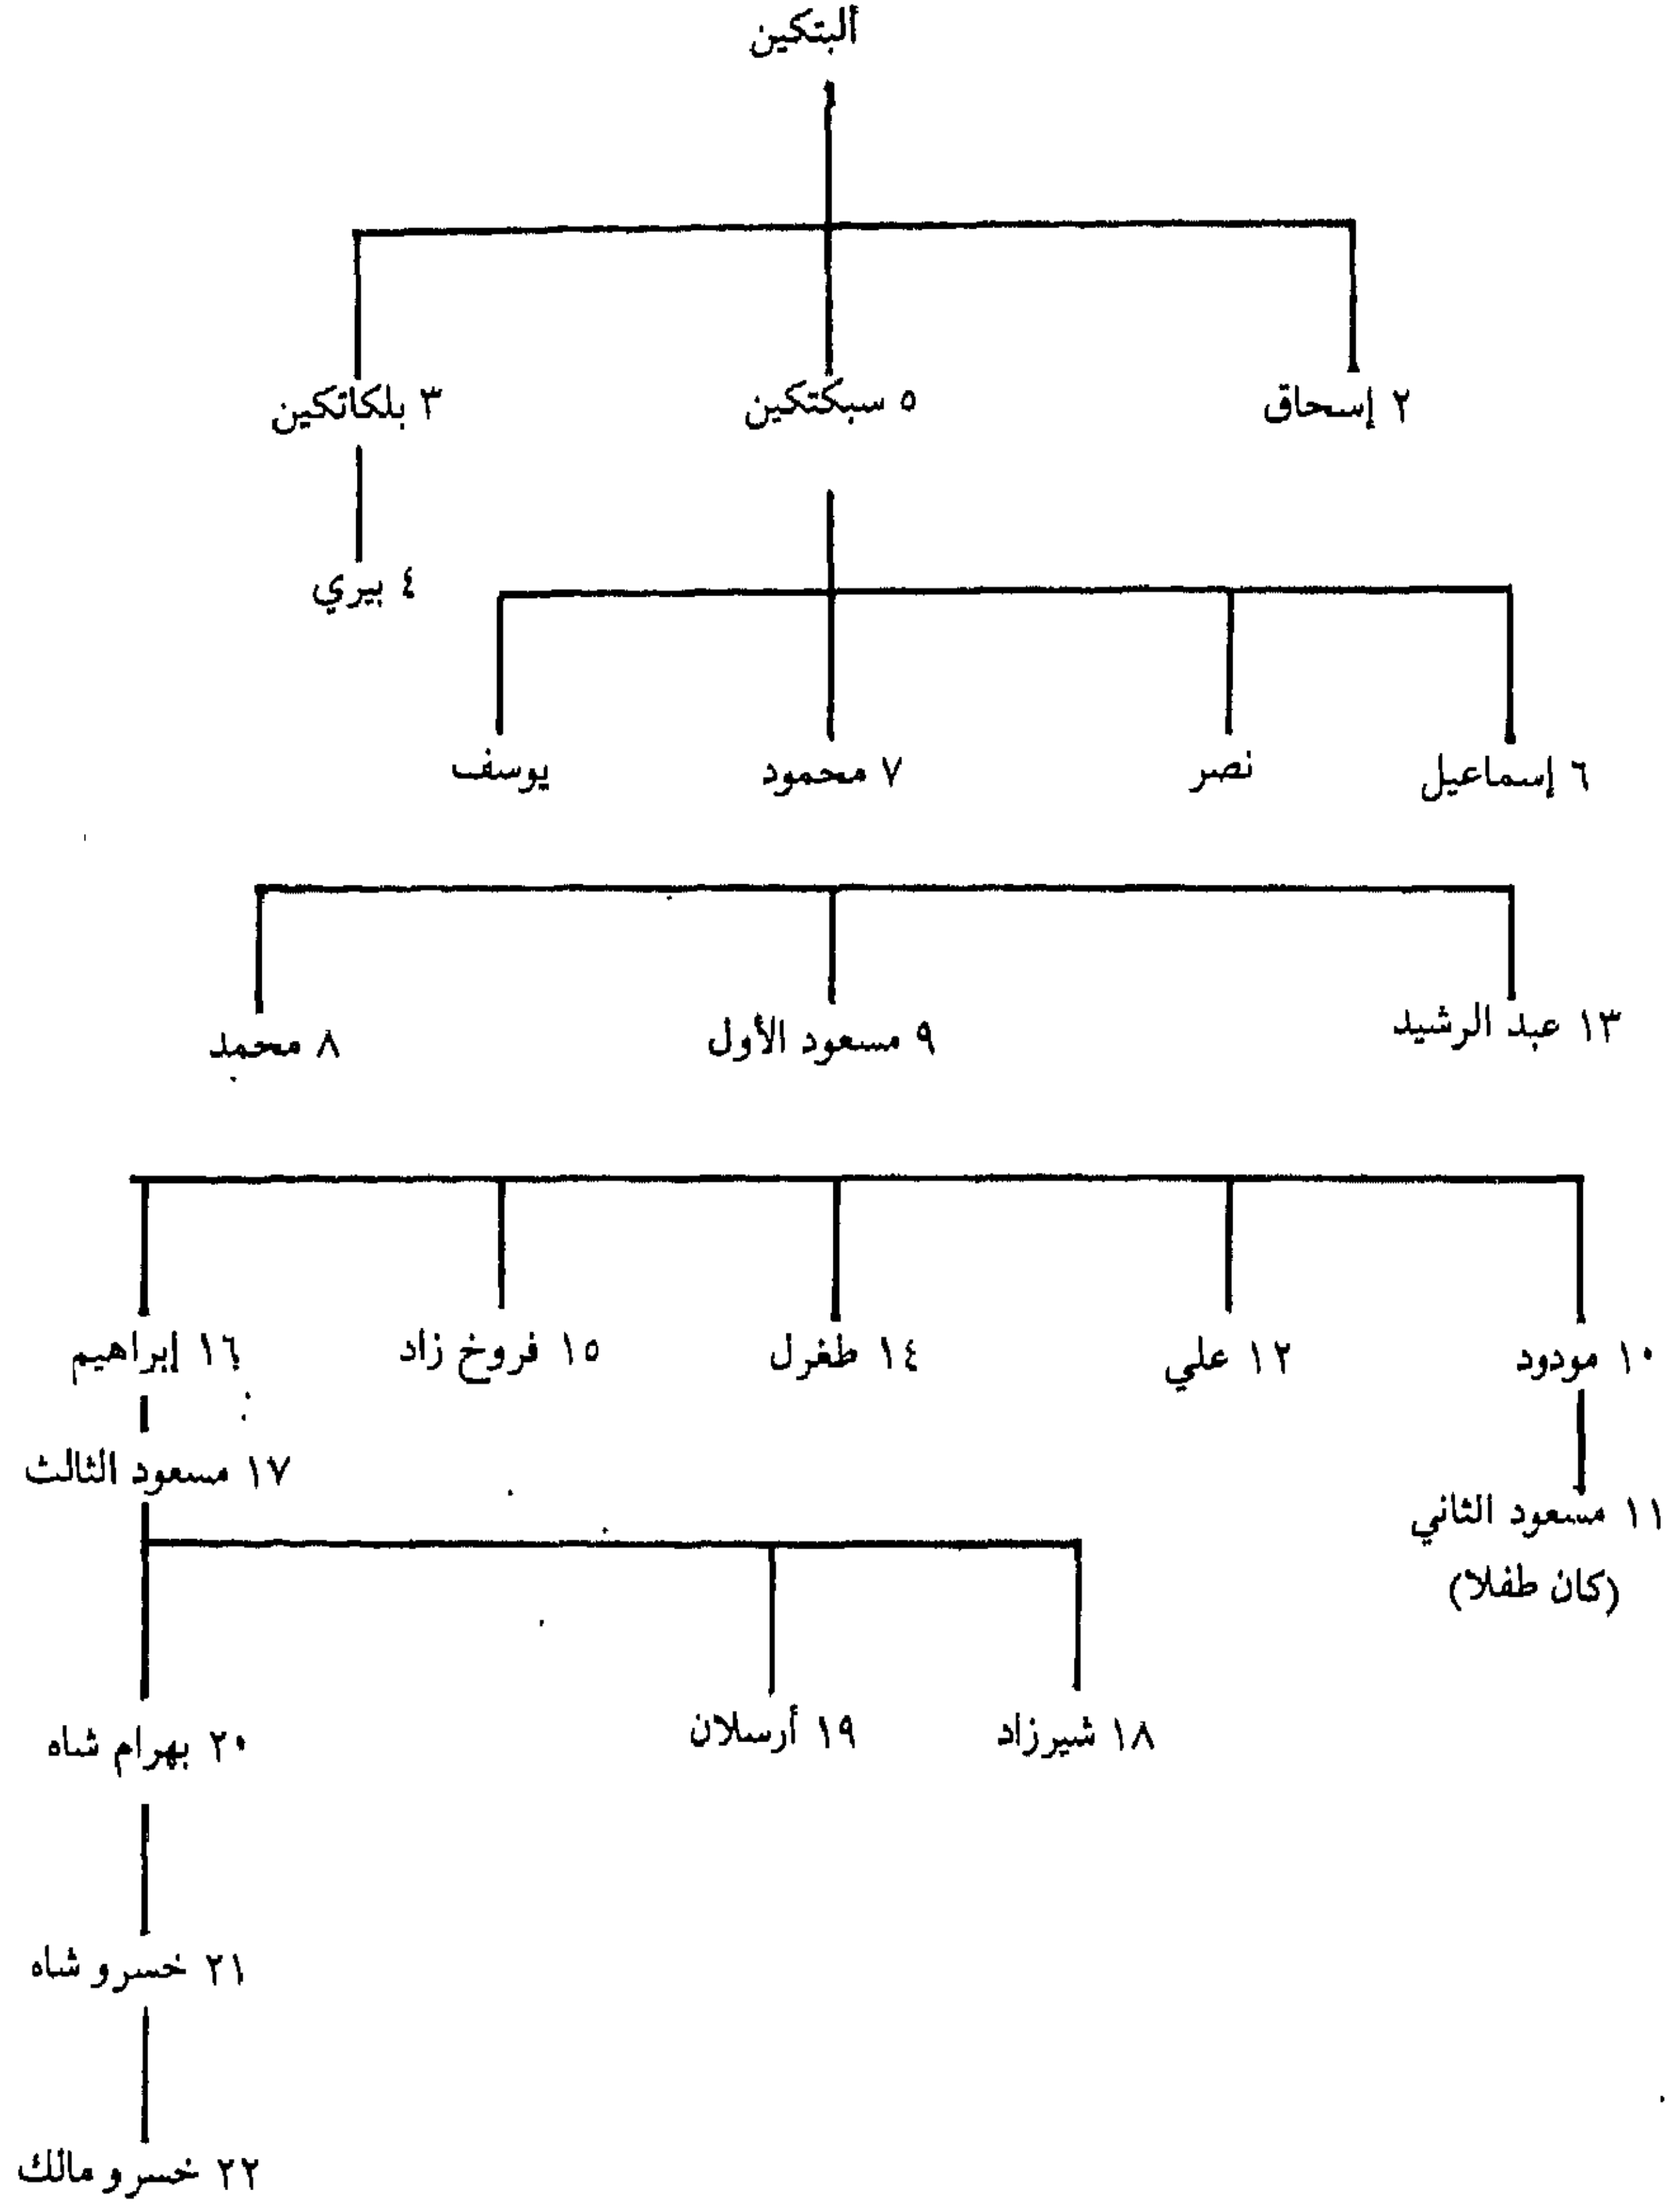 ألبتكين
٢ إسحاق
٥ سبكتكين
٣ بلكاتكين
٤ بيري
٦ إسماعيل
نصر
٧ محمود
يوسف
١٣ عبد الرشيد
٩ مسعود الأول
٨ محمد
١٠ مودود
١٢ علي
١٤ طغرل
١٥ فروخ زاد
١٦ إبراهيم
١٧ مسعود الثالث
١١ مسعود الثاني
(كان طفلا)
١٨ شيرزاد
١٩ أرسلان
٢٠ بهرام شاه
٢١ خسرو شاه
٢٢ خسرو مالك